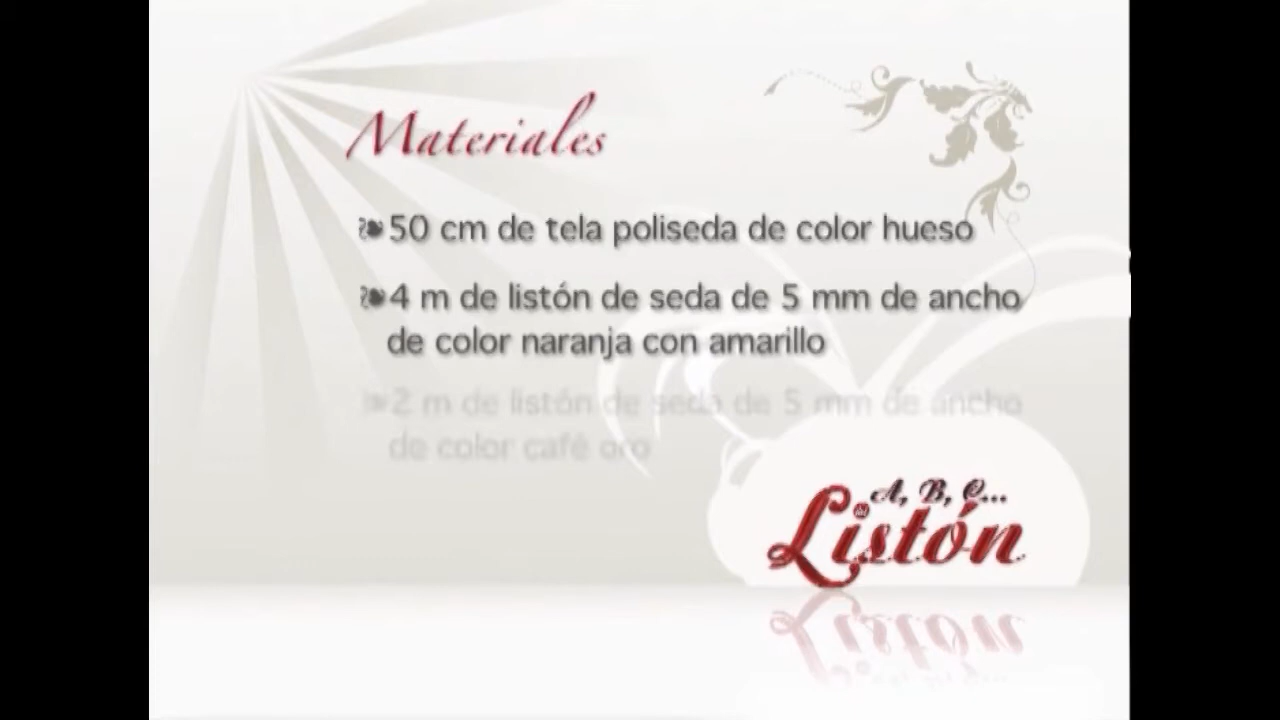 Materiales
50 cm de tela poliseda de color hueso
4 m de listón de seda de 5 mm de ancho
de color naranja con amarillo
2 m de listón de seda de 5 mm de ancho
de color café oro
A, B, C...
del
Listón